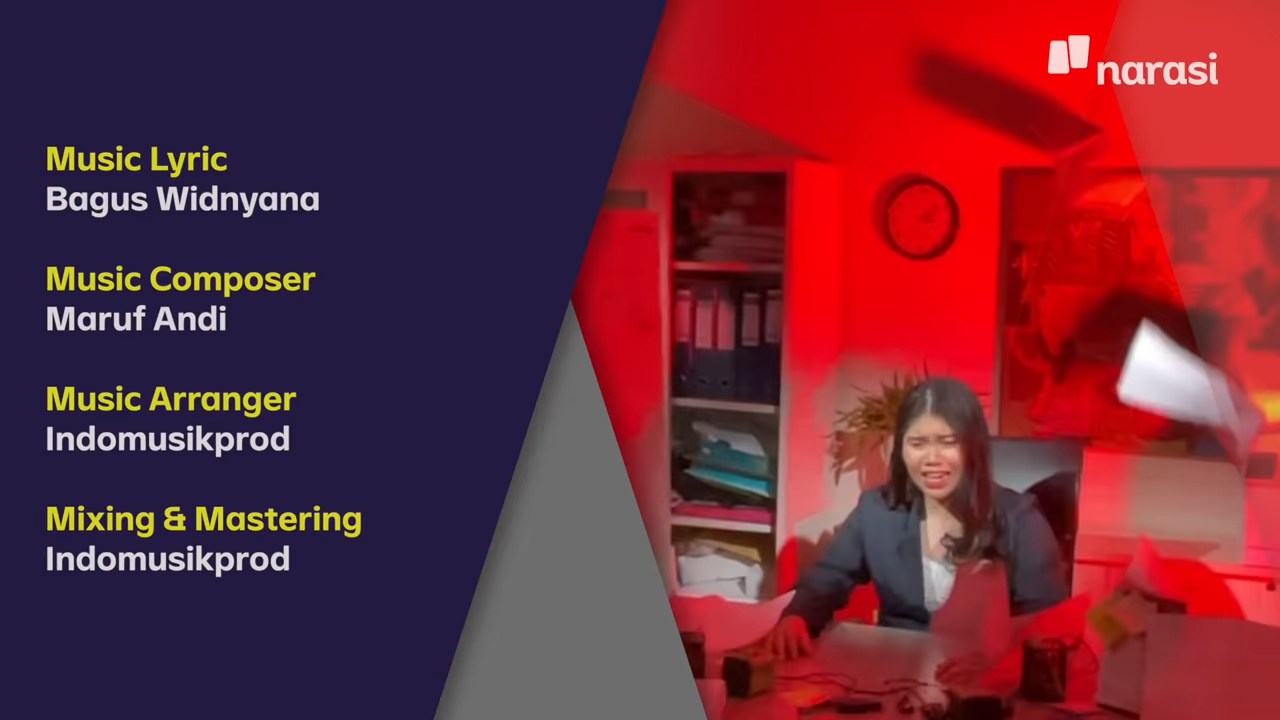 narasi
Music Lyric
Bagus Widnyana
Music Composer
Maruf Andi
Music Arranger
Indomusikprod
Mixing & Mastering
Indomusikprod